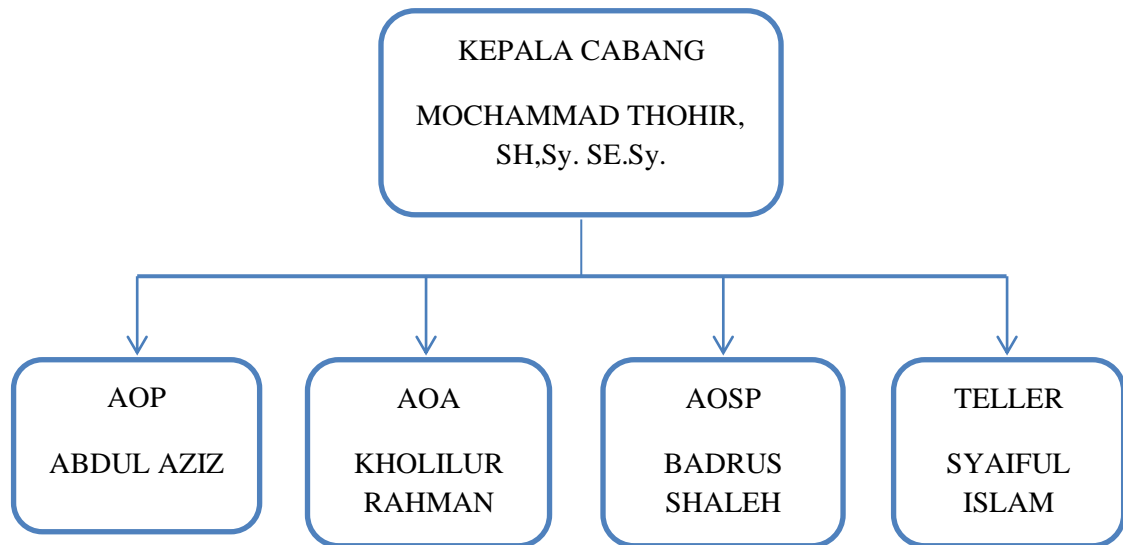 KEPALA CABANG
MOCHAMMAD THOHIR,
SH,Sy. SE.Sy.
AOP
ABDUL AZIZ
AOA
KHOLILUR
RAHMAN
AOSP
BADRUS
SHALEH
TELLER
SYAIFUL
ISLAM